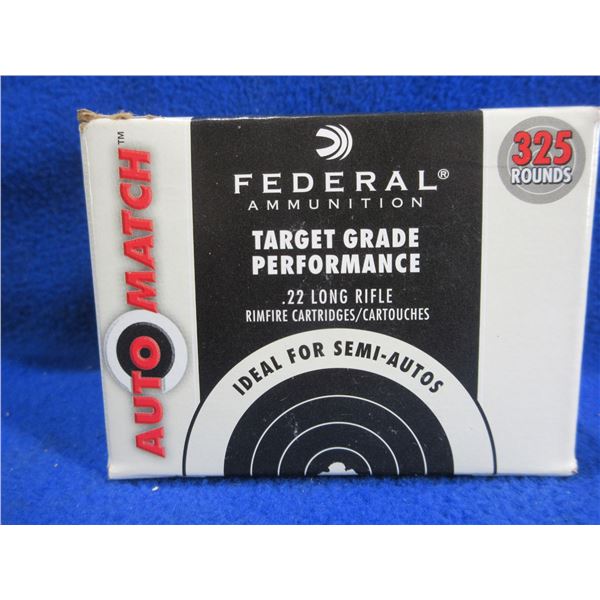 AUTO MATCH™
FEDERAL®
AMMUNITION
TARGET GRADE
PERFORMANCE
.22 LONG RIFLE
RIMFIRE CARTRIDGES/CARTOUCHES
IDEAL FOR SEMI-AUTOS
325
ROUNDS